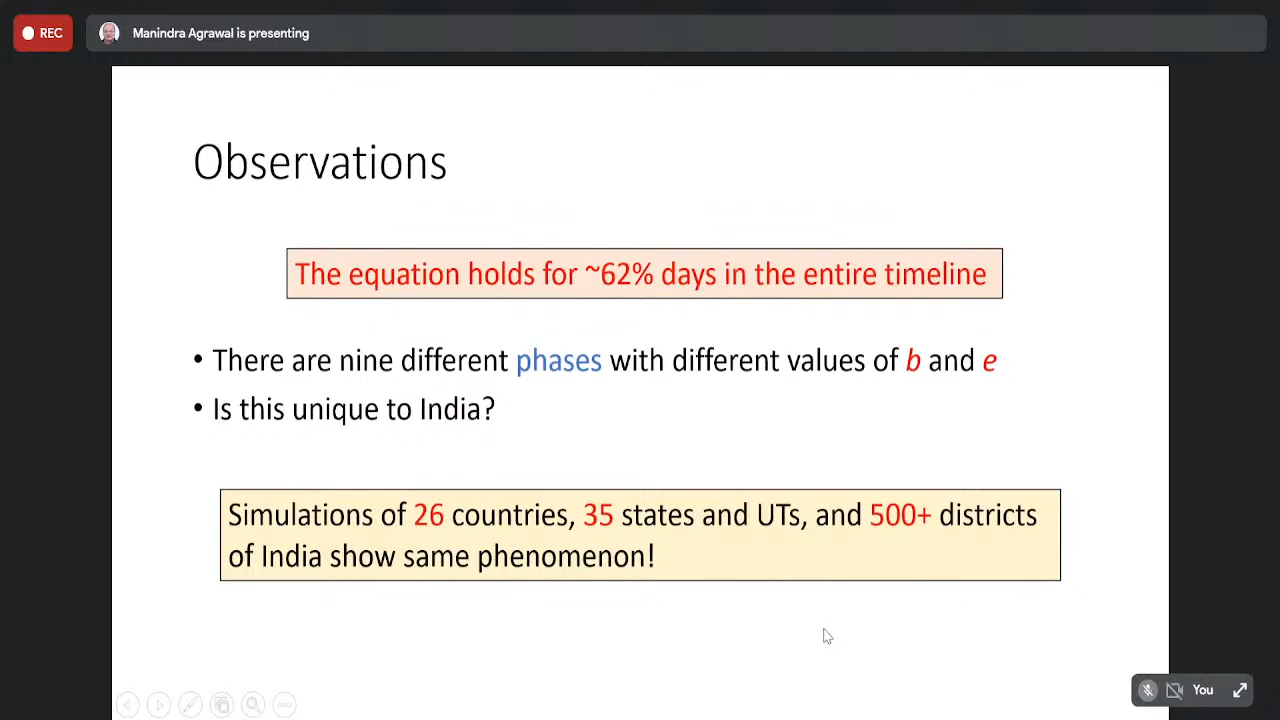 REC
Manindra Agrawal is presenting
Observations
The equation holds for ~62% days in the entire timeline
• There are nine different phases with different values of b and e
• Is this unique to India?
Simulations of 26 countries, 35 states and UTs, and 500+ districts
of India show same phenomenon!
You